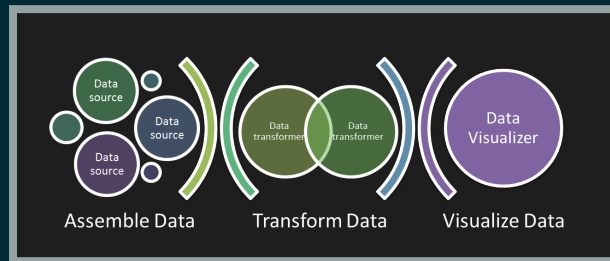 Data
source
Data
source
Data
source
Data
transformer
Data
transformer
Data
Visualizer
Assemble Data
Transform Data
Visualize Data